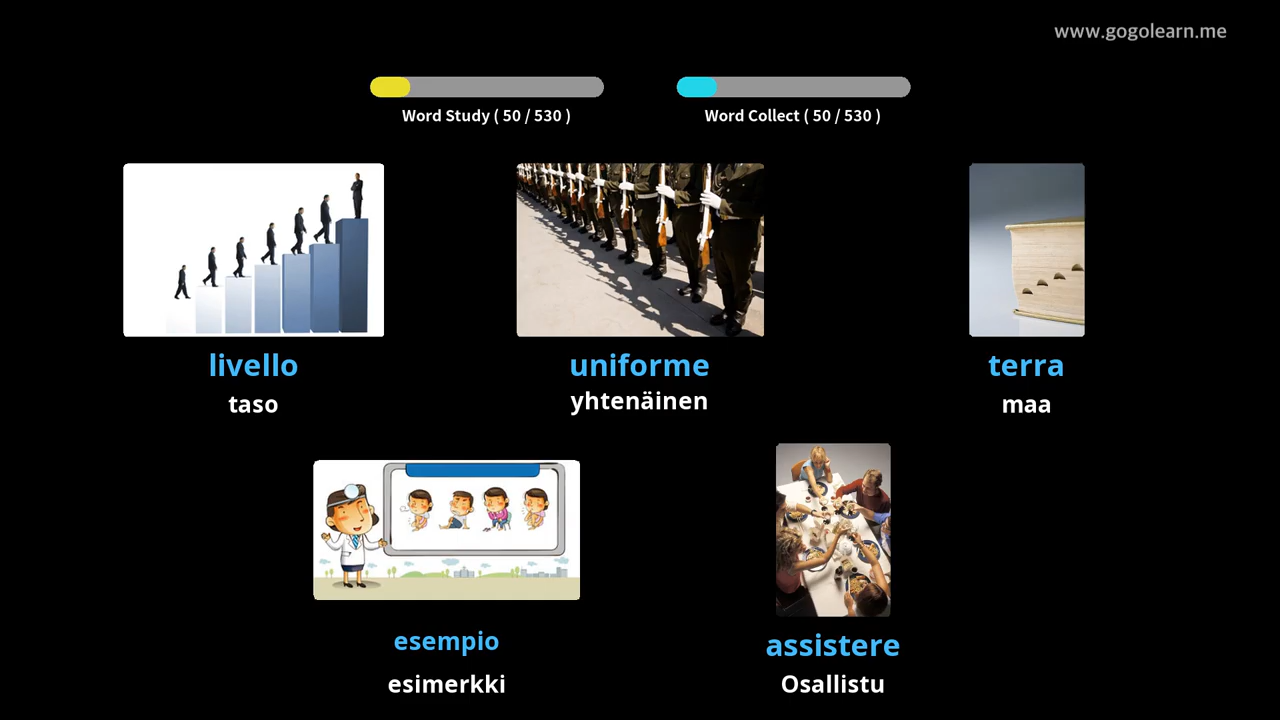 www.gogolearn.me
Word Study ( 50 / 530 )
Word Collect ( 50 / 530 )
livello
taso
uniforme
yhtenäinen
terra
maa
esempio
esimerkki
assistere
Osallistu